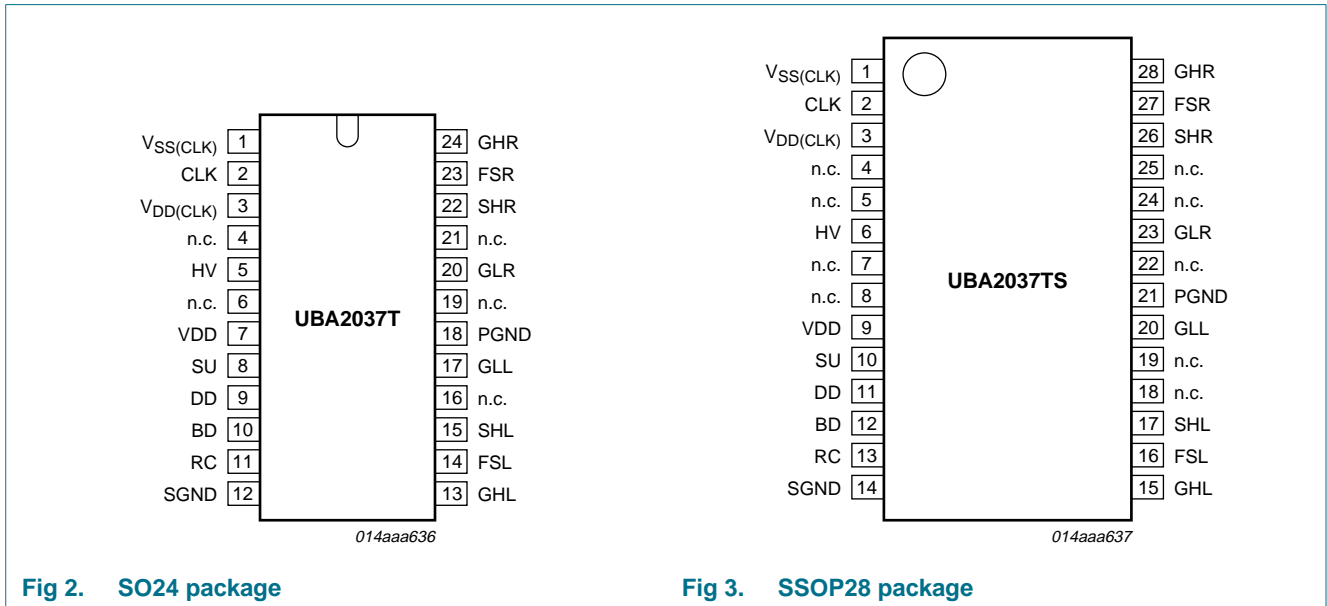 VSS(CLK) 1
CLK 2
VDD(CLK) 3
n.c. 4
HV 5
n.c. 6
VDD 7
SU 8
DD 9
BD 10
RC 11
SGND 12
UBA2037T
24 GHR
23 FSR
22 SHR
21 n.c.
20 GLR
19 n.c.
18 PGND
17 GLL
16 n.c.
15 SHL
14 FSL
13 GHL
014aaa636
Fig 2. SO24 package
VSS(CLK) 1
CLK 2
VDD(CLK) 3
n.c. 4
n.c. 5
HV 6
n.c. 7
n.c. 8
VDD 9
SU 10
DD 11
BD 12
RC 13
SGND 14
UBA2037TS
28 GHR
27 FSR
26 SHR
25 n.c.
24 n.c.
23 GLR
22 n.c.
21 PGND
20 GLL
19 n.c.
18 n.c.
17 SHL
16 FSL
15 GHL
014aaa637
Fig 3. SSOP28 package